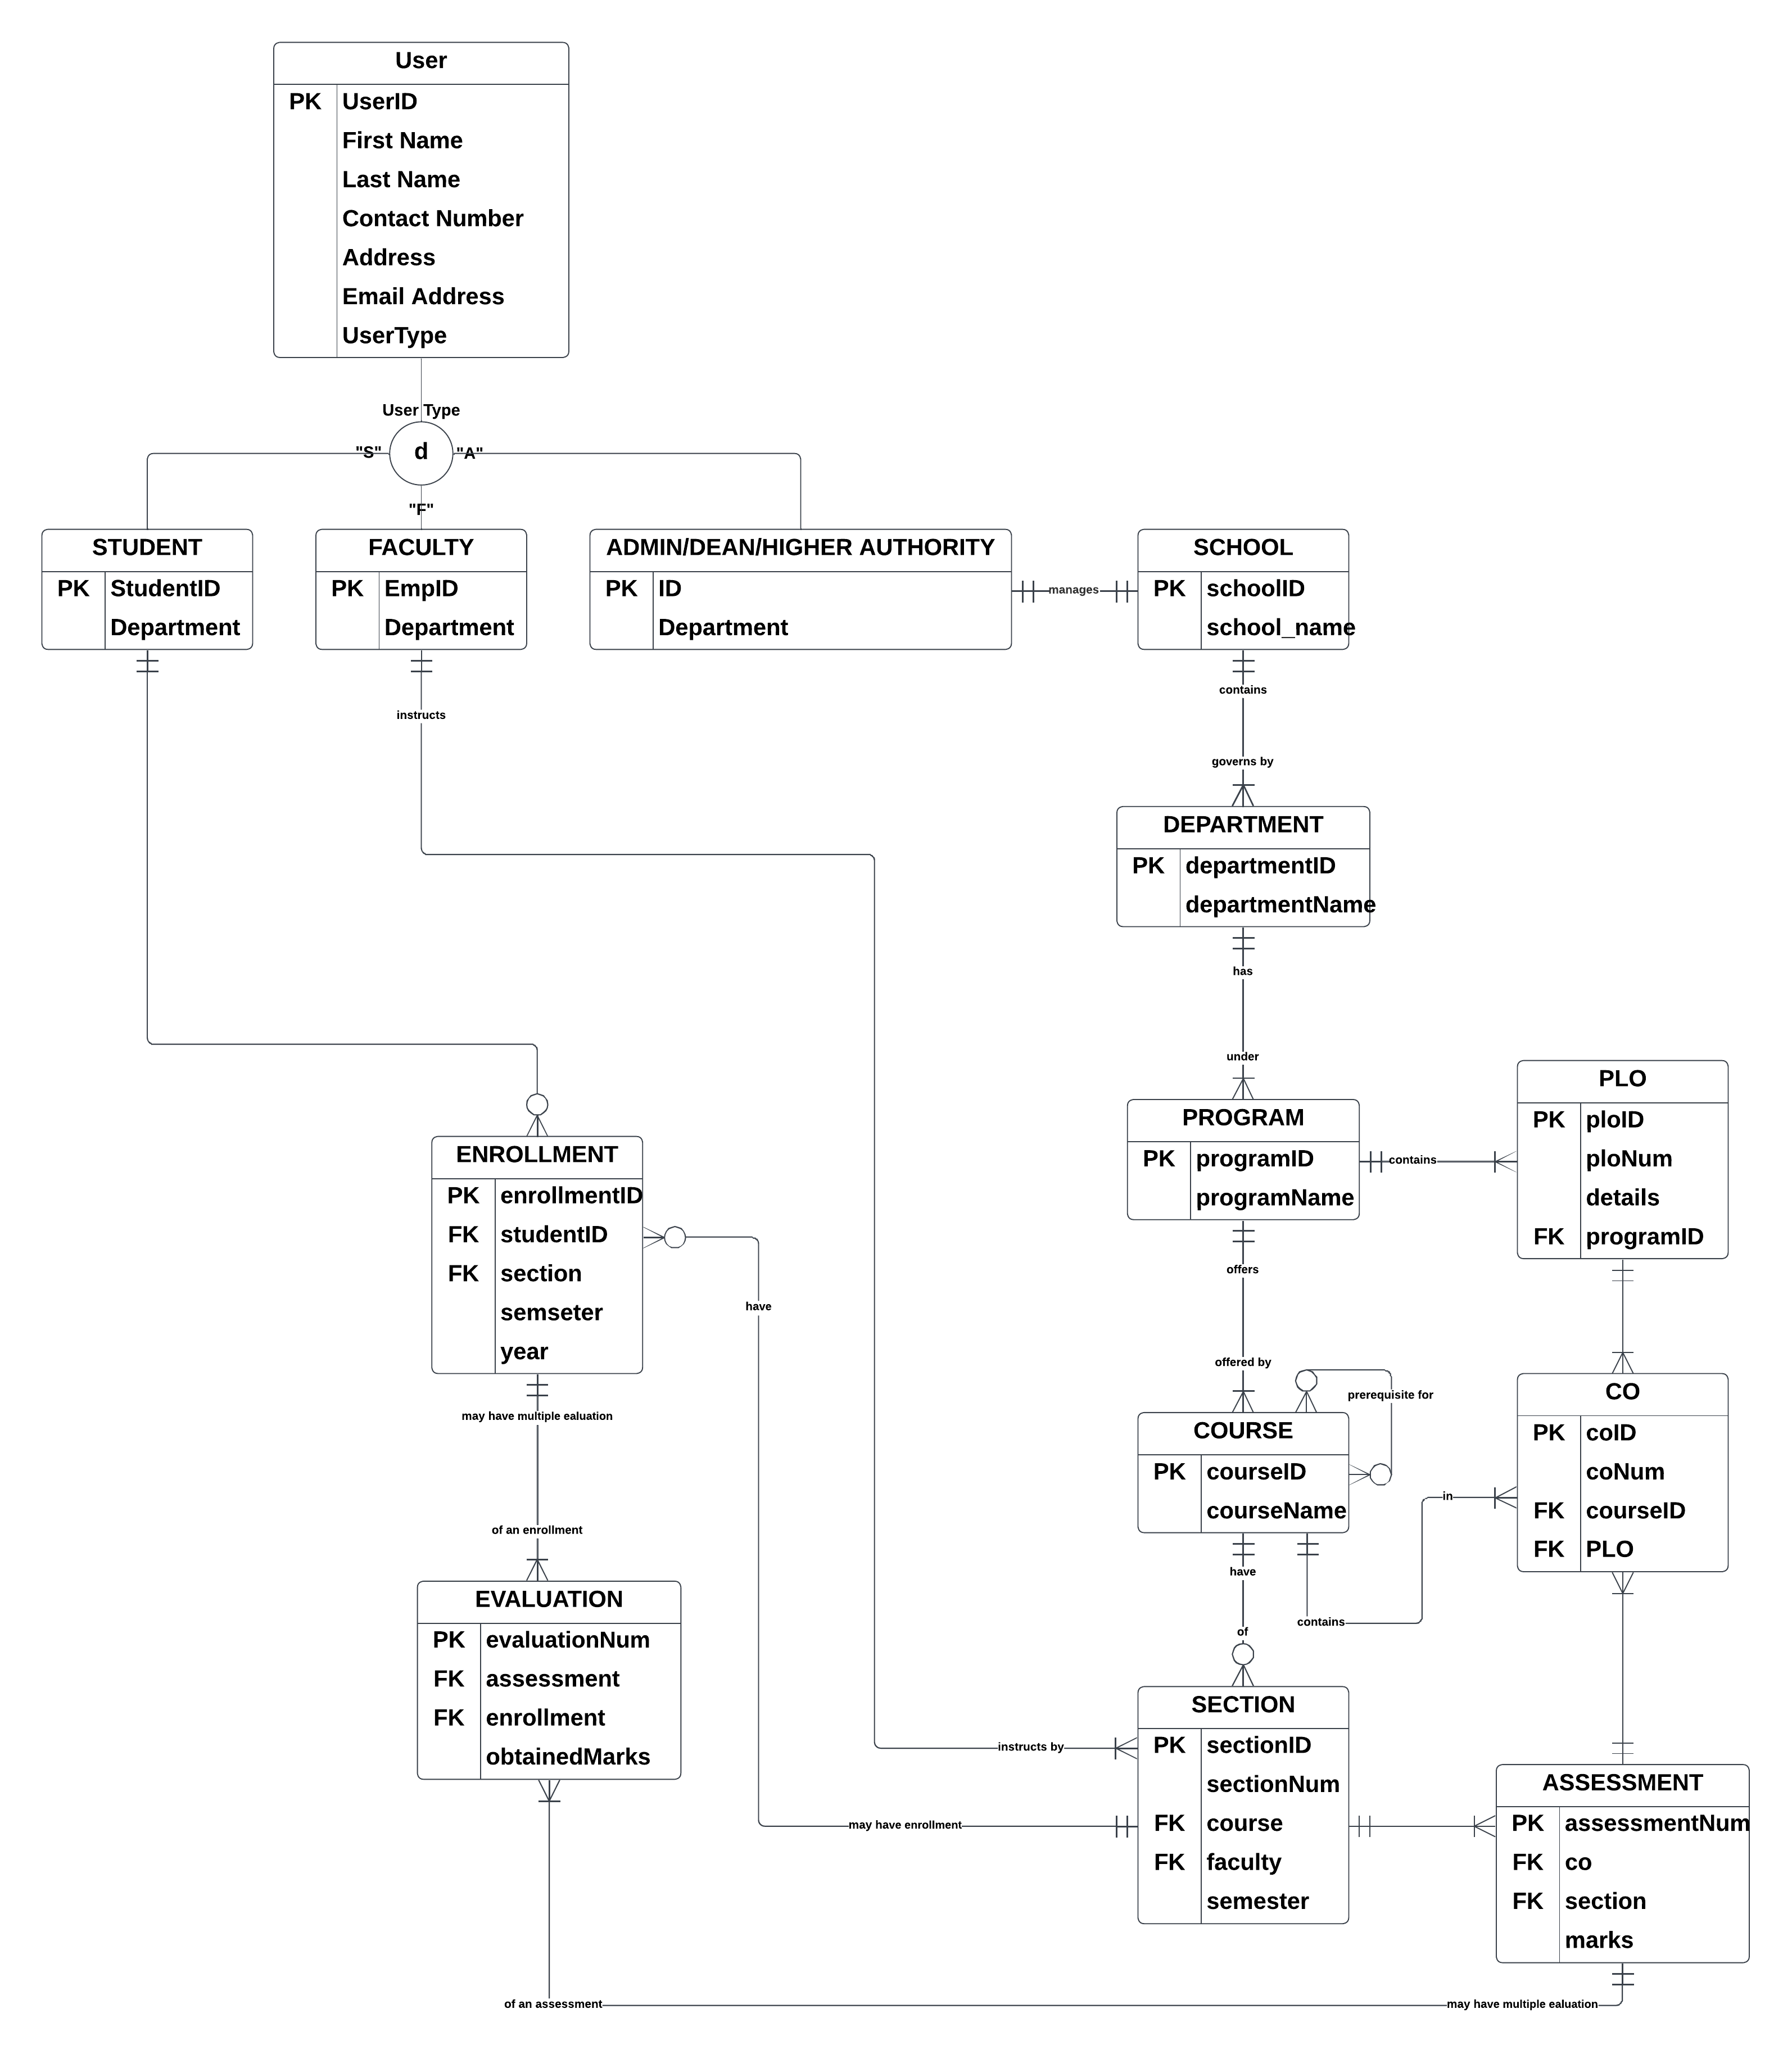 User
PK UserID
First Name
Last Name
Contact Number
Address
Email Address
UserType
User Type
"S"
d
"A"
"F"
STUDENT
PK StudentID
Department
FACULTY
PK EmpID
Department
ADMIN/DEAN/HIGHER AUTHORITY
PK ID
Department
manages
SCHOOL
PK schoolID
school_name
instructs
contains
governs by
DEPARTMENT
PK departmentID
departmentName
has
under
PROGRAM
PK programID
programName
contains
PLO
PK ploID
ploNum
details
FK programID
ENROLLMENT
PK enrollmentID
FK studentID
FK section
semseter
year
have
offers
offered by
prerequisite for
COURSE
PK courseID
courseName
in
CO
PK coID
coNum
FK courseID
FK PLO
may have multiple ealuation
of an enrollment
EVALUATION
PK evaluationNum
FK assessment
FK enrollment
obtainedMarks
have
contains
of
SECTION
PK sectionID
sectionNum
FK course
FK faculty
semester
instructs by
may have enrollment
ASSESSMENT
PK assessmentNum
FK co
FK section
marks
of an assessment
may have multiple ealuation